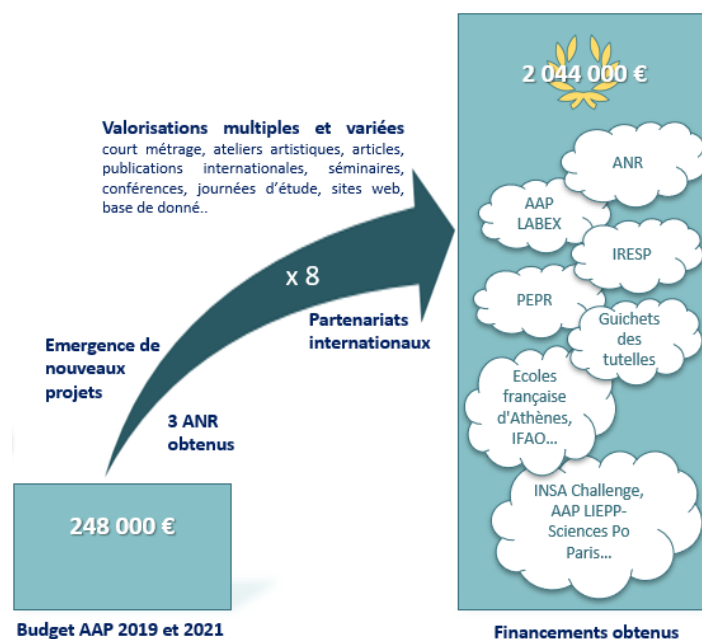 2 044 000 €
Valorisations multiples et variées
court métrage, ateliers artistiques, articles,
publications internationales, séminaires,
conférences, journées d'étude, sites web,
base de donné..
ANR
AAP
LABEX
IRESP
x 8
PEPR
Partenariats
internationaux
Guichets
des
tutelles
Emergence de
nouveaux
projets
Ecoles
française
d'Athènes,
IFAO...
3 ANR
obtenus
INSA Challenge,
AAP LIEPP-
Sciences Po
Paris...
248 000 €
Budget AAP 2019 et 2021
Financements obtenus